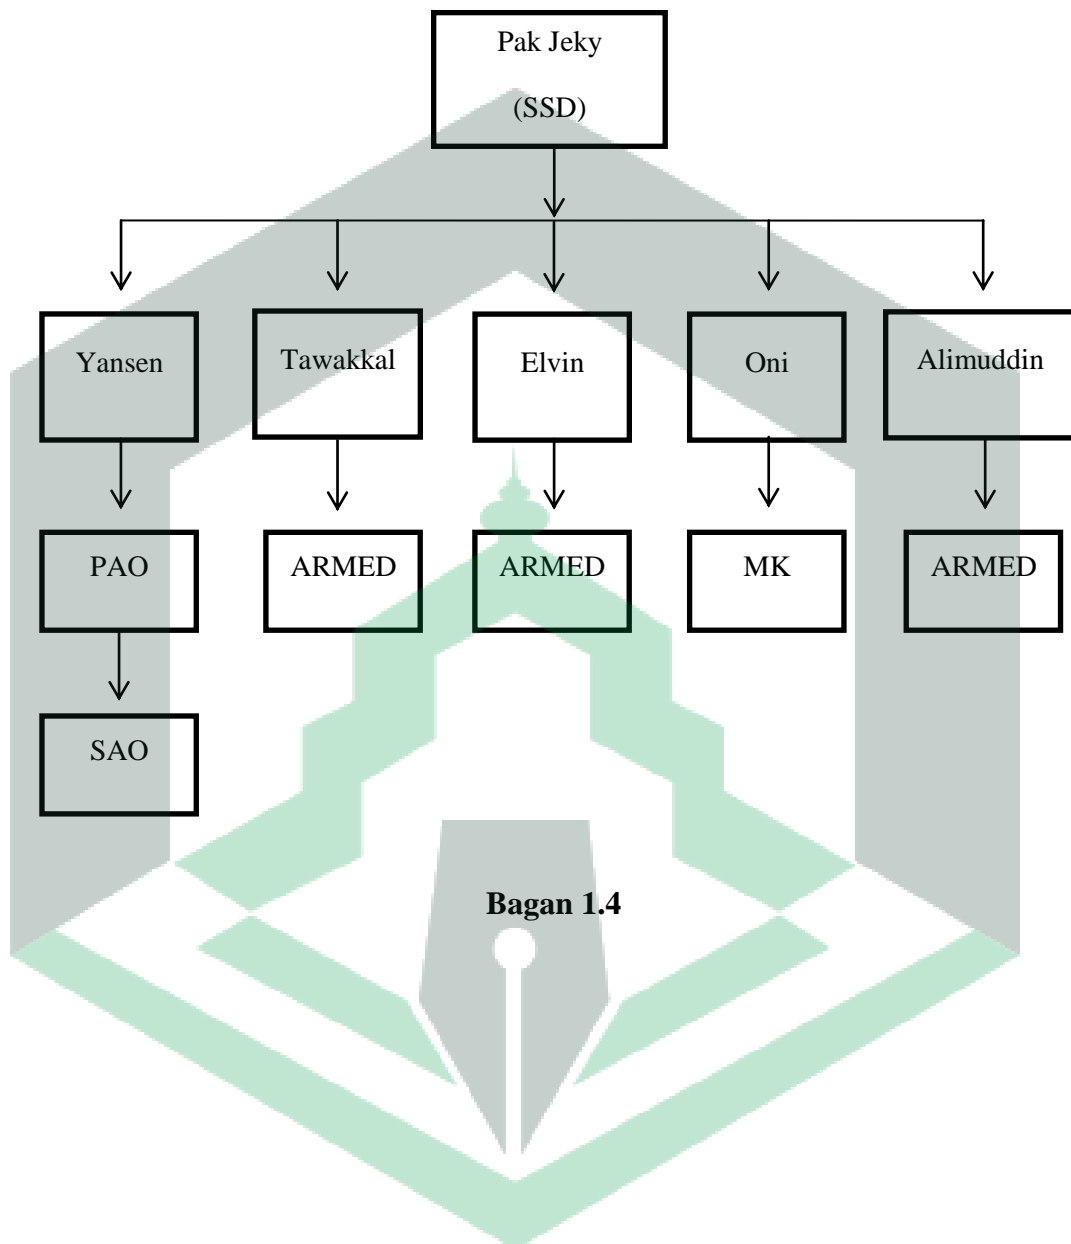 Pak Jeky
(SSD)
Yansen
Tawakkal
Elvin
Oni
Alimuddin
PAO
ARMED
ARMED
MK
ARMED
SAO
Bagan 1.4